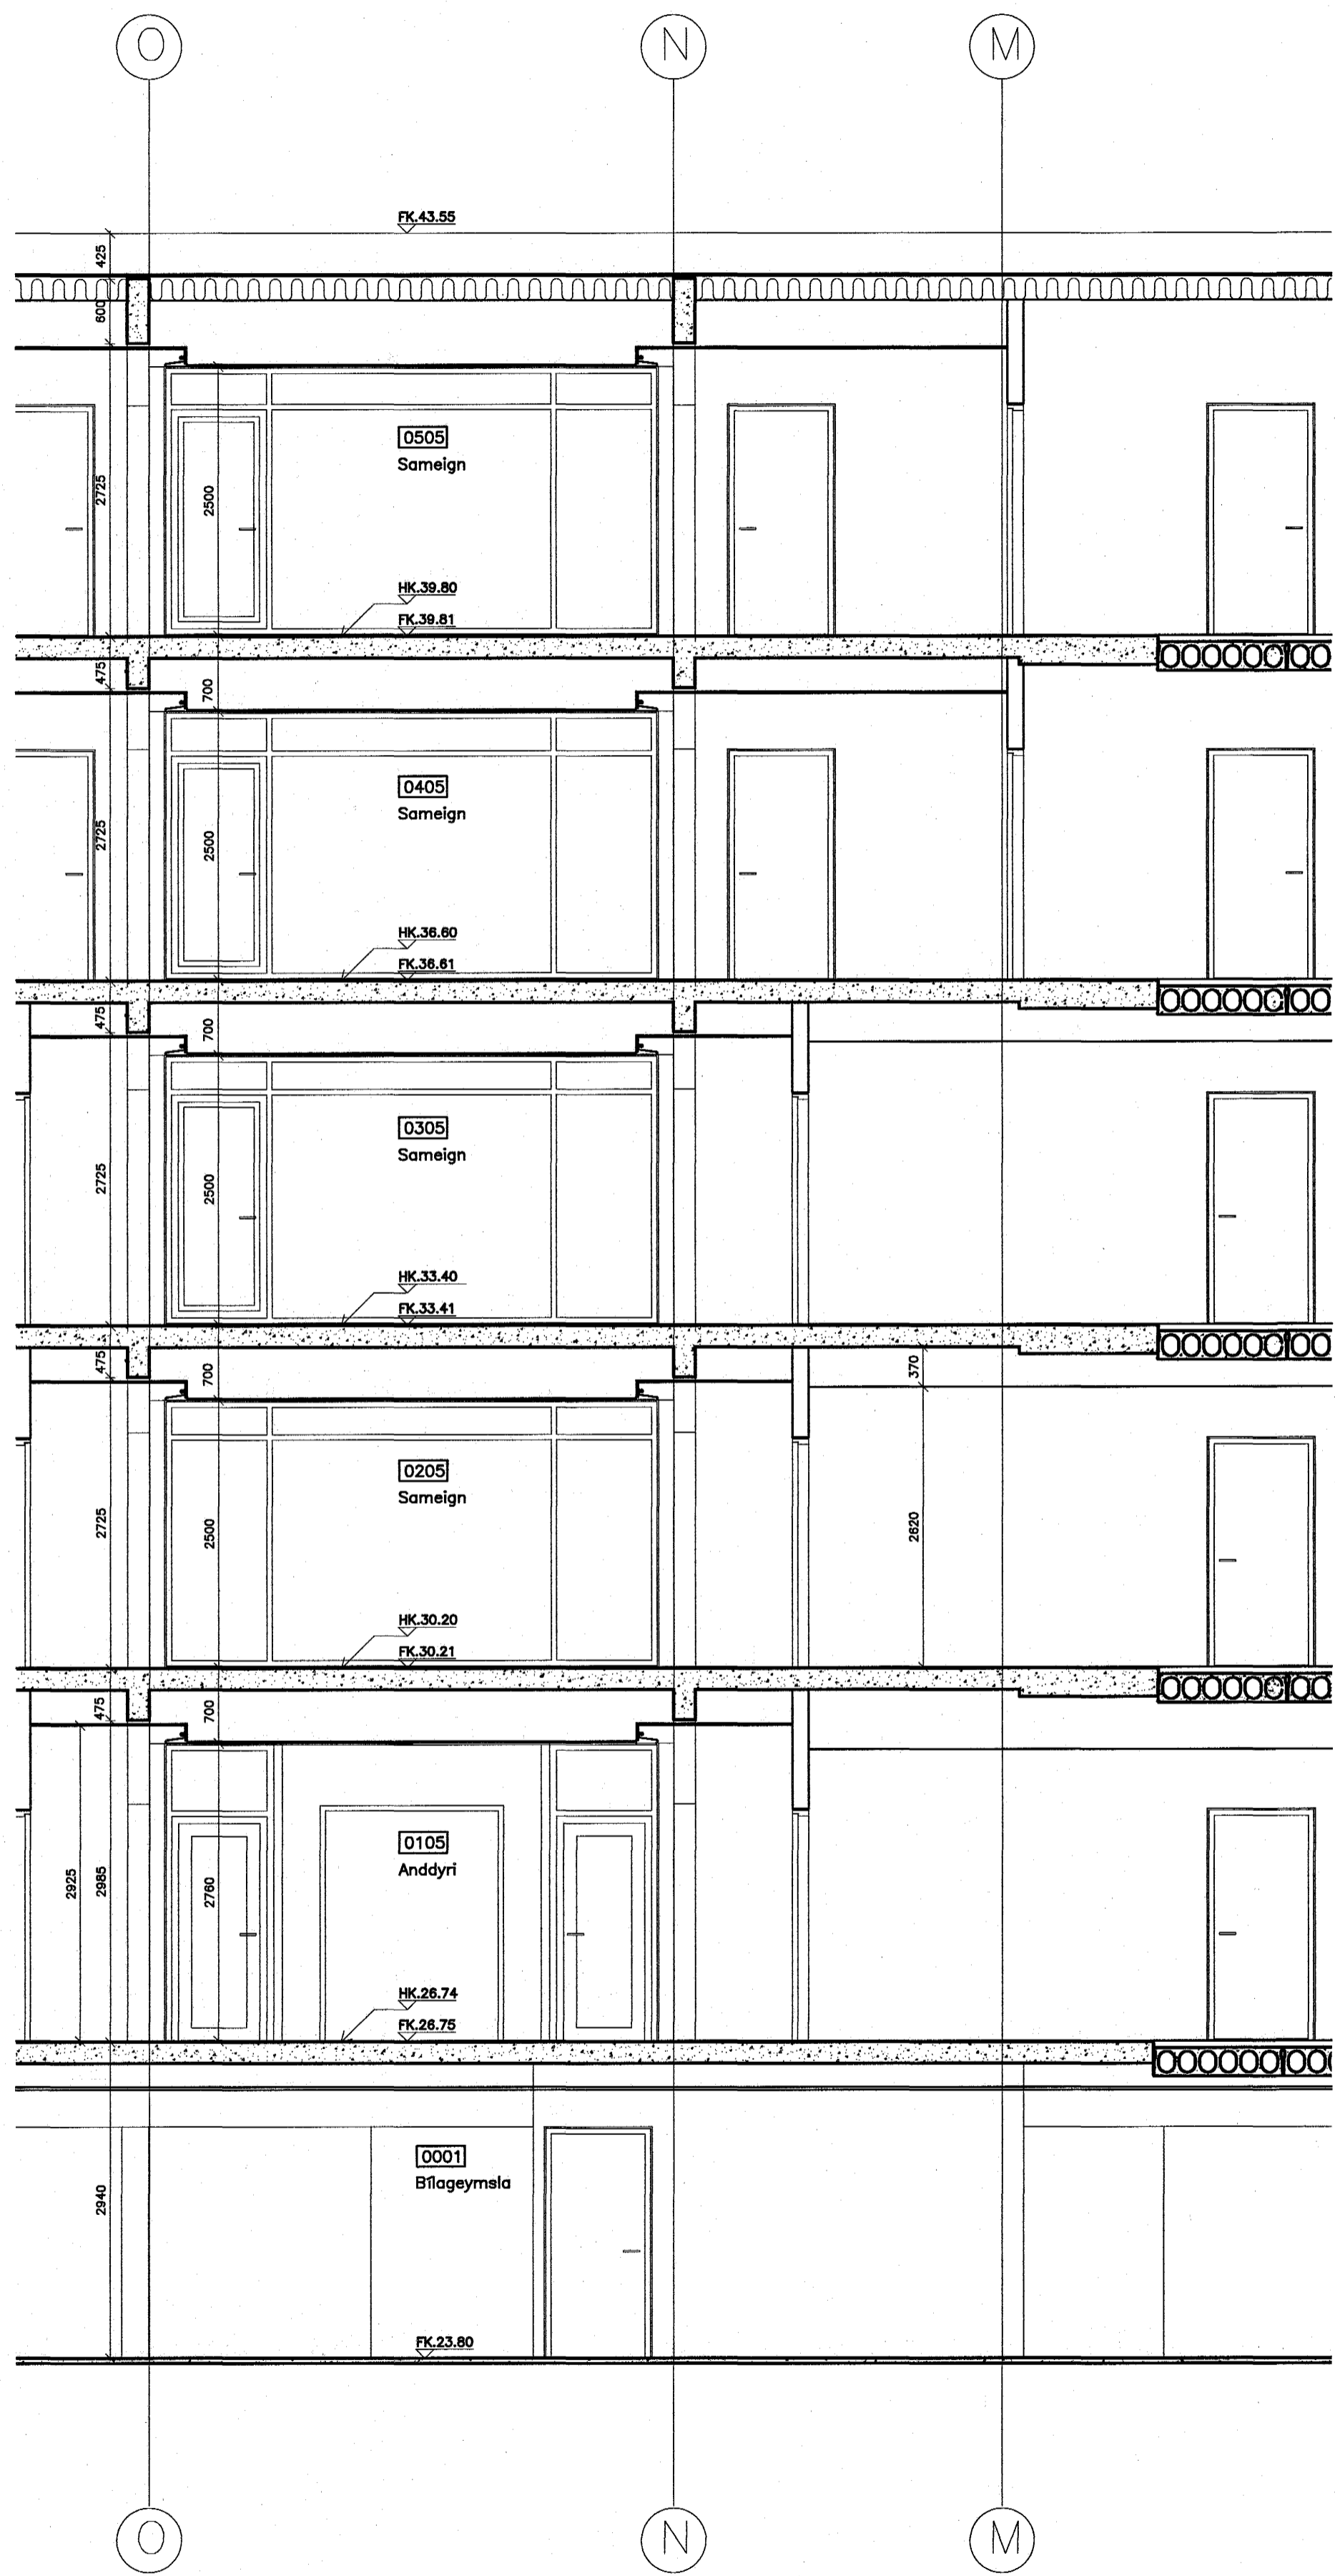 O N M
FK.43.55
425
600
0505
Sameign
2725
2500
HK.39.80
FK.39.81
475
700
0405
Sameign
2725
2500
HK.36.60
FK.36.61
475
700
0305
Sameign
2725
2500
HK.33.40
FK.33.41
475
700
370
0205
Sameign
2725
2500
2620
HK.30.20
FK.30.21
475
700
0105
Anddyri
2925
2985
2760
HK.26.74
FK.26.75
0001
Bílageymsla
2940
FK.23.80
O N M